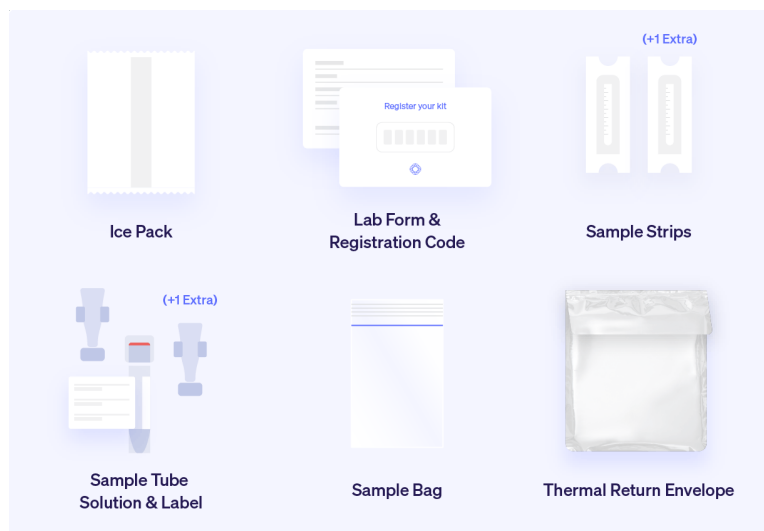 (+1 Extra)
Register your kit
Ice Pack
Lab Form &
Registration Code
Sample Strips
(+1 Extra)
Sample Tube
Solution & Label
Sample Bag
Thermal Return Envelope